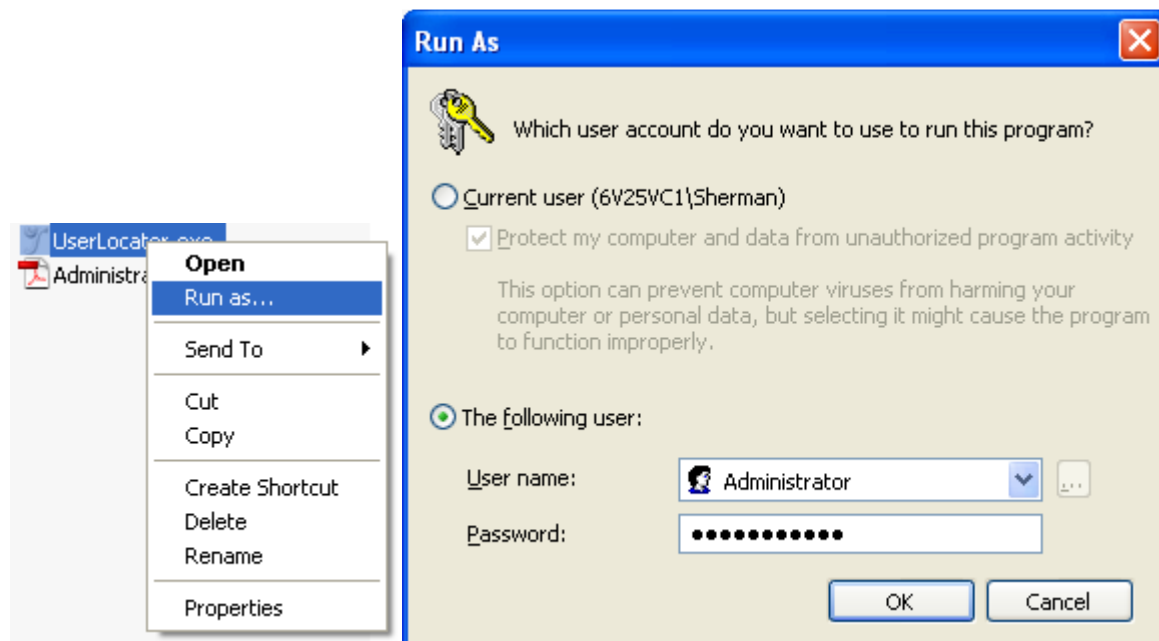 UserLocator.exe
Administra
Open
Run as...
Send To
Cut
Copy
Create Shortcut
Delete
Rename
Properties
Run As
Which user account do you want to use to run this program?
Current user (6V25VC1\Sherman)
Protect my computer and data from unauthorized program activity
This option can prevent computer viruses from harming your
computer or personal data, but selecting it might cause the program
to function improperly.
The following user:
User name:
Administrator
...
Password:
●●●●●●●●●●●
OK
Cancel